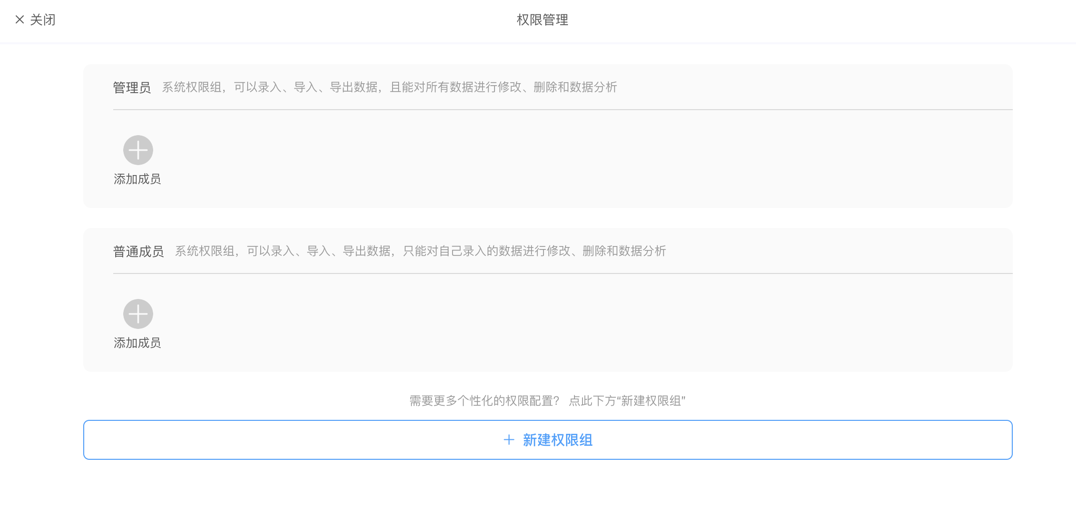 关闭
权限管理
管理员 系统权限组，可以录入、导入、导出数据，且能对所有数据进行修改、删除和数据分析
添加成员
普通成员 系统权限组，可以录入、导入、导出数据，只能对自己录入的数据进行修改、删除和数据分析
添加成员
需要更多个性化的权限配置？ 点此下方“新建权限组”
新建权限组